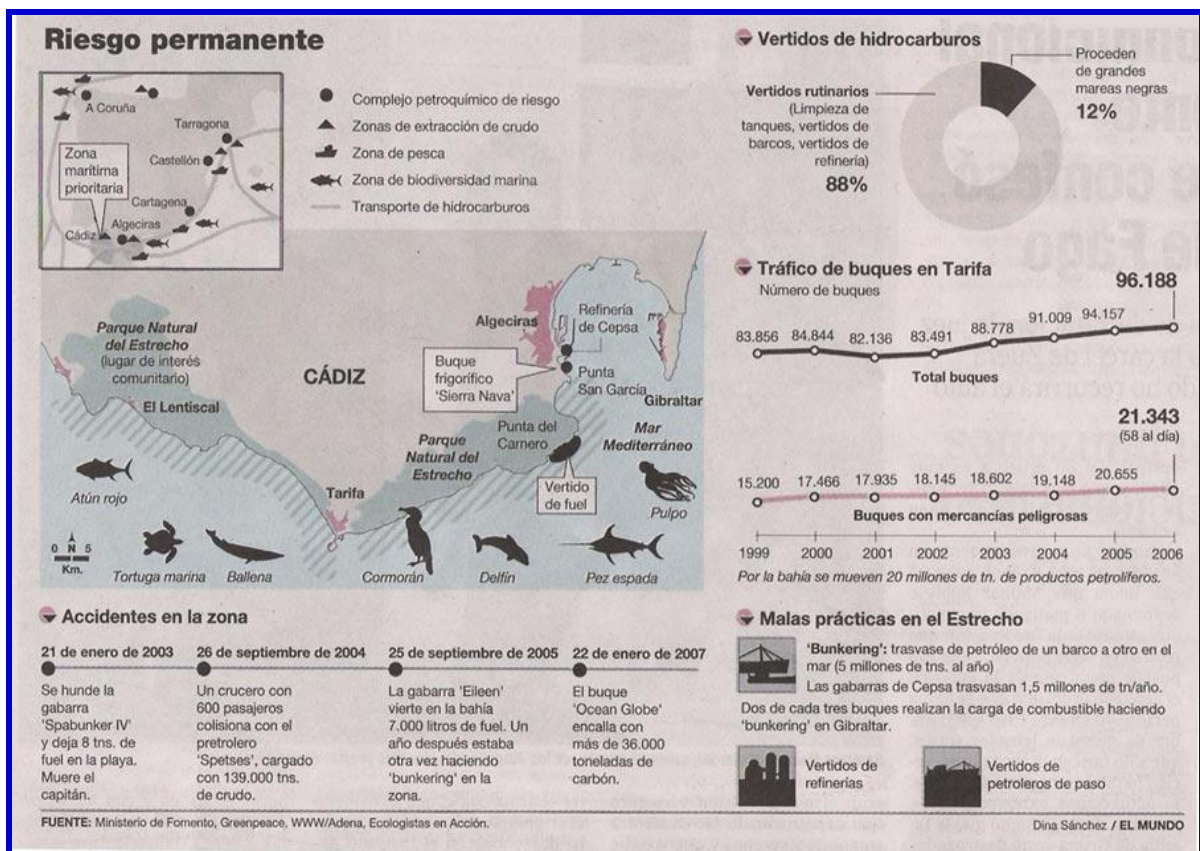 Riesgo permanente
A Coruña
Tarragona
Castellón
Zona
marítima
prioritaria
Cartagena
Algeciras
Cádiz
Complejo petroquímico de riesgo
Zonas de extracción de crudo
Zona de pesca
Zona de biodiversidad marina
Transporte de hidrocarburos
Parque Natural
del Estrecho
(lugar de interés
comunitario)
El Lentiscal
CÁDIZ
Algeciras
Refinería
de Cepsa
Buque
frigorífico
'Sierra Nava'
Punta
San García
Gibraltar
Punta del
Carnero
Parque
Natural del
Estrecho
Mar
Mediterráneo
Vertido
de fuel
Tarifa
Atún rojo
Pulpo
0 N 5
Km.
Tortuga marina
Ballena
Cormorán
Delfín
Pez espada
Vertidos de hidrocarburos
Vertidos rutinarios
(Limpieza de
tanques, vertidos de
barcos, vertidos de
refinería)
88%
Proceden
de grandes
mareas negras
12%
Tráfico de buques en Tarifa
Número de buques
83.856 84.844 82.136 83.491 88.778 91.009 94.157 96.188
Total buques
21.343
(58 al día)
15.200 17.466 17.935 18.145 18.602 19.148 20.655
Buques con mercancías peligrosas
1999 2000 2001 2002 2003 2004 2005 2006
Por la bahía se mueven 20 millones de tn. de productos petrolíferos.
Accidentes en la zona
21 de enero de 2003
Se hunde la
gabarra
'Spabunker IV'
y deja 8 tns. de
fuel en la playa.
Muere el
capitán.
26 de septiembre de 2004
Un crucero con
600 pasajeros
colisiona con el
pretrolero
'Spetses', cargado
con 139.000 tns.
de crudo.
25 de septiembre de 2005
La gabarra 'Eileen'
vierte en la bahía
7.000 litros de fuel. Un
año después estaba
otra vez haciendo
'bunkering' en la
zona.
22 de enero de 2007
El buque
'Ocean Globe'
encalla con
más de 36.000
toneladas de
carbón.
Malas prácticas en el Estrecho
'Bunkering': trasvase de petróleo de un barco a otro en el
mar (5 millones de tns. al año)
Las gabarras de Cepsa trasvasan 1,5 millones de tn/año.
Dos de cada tres buques realizan la carga de combustible haciendo
'bunkering' en Gibraltar.
Vertidos de
refinerías
Vertidos de
petroleros de paso
FUENTE: Ministerio de Fomento, Greenpeace, WWW/Adena, Ecologistas en Acción.
Dina Sánchez / EL MUNDO